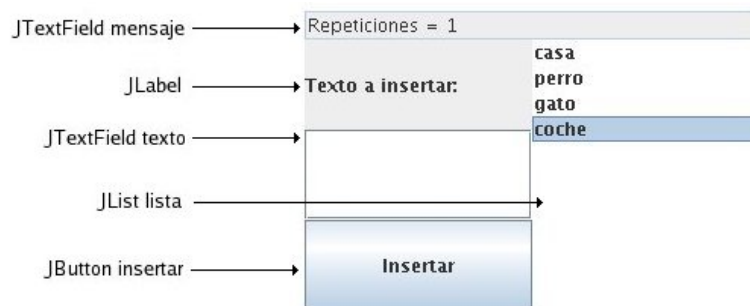 JTextField mensaje
Repeticiones = 1
JLabel
Texto a insertar:
casa
perro
gato
coche
JTextField texto
JList lista
JButton insertar
Insertar